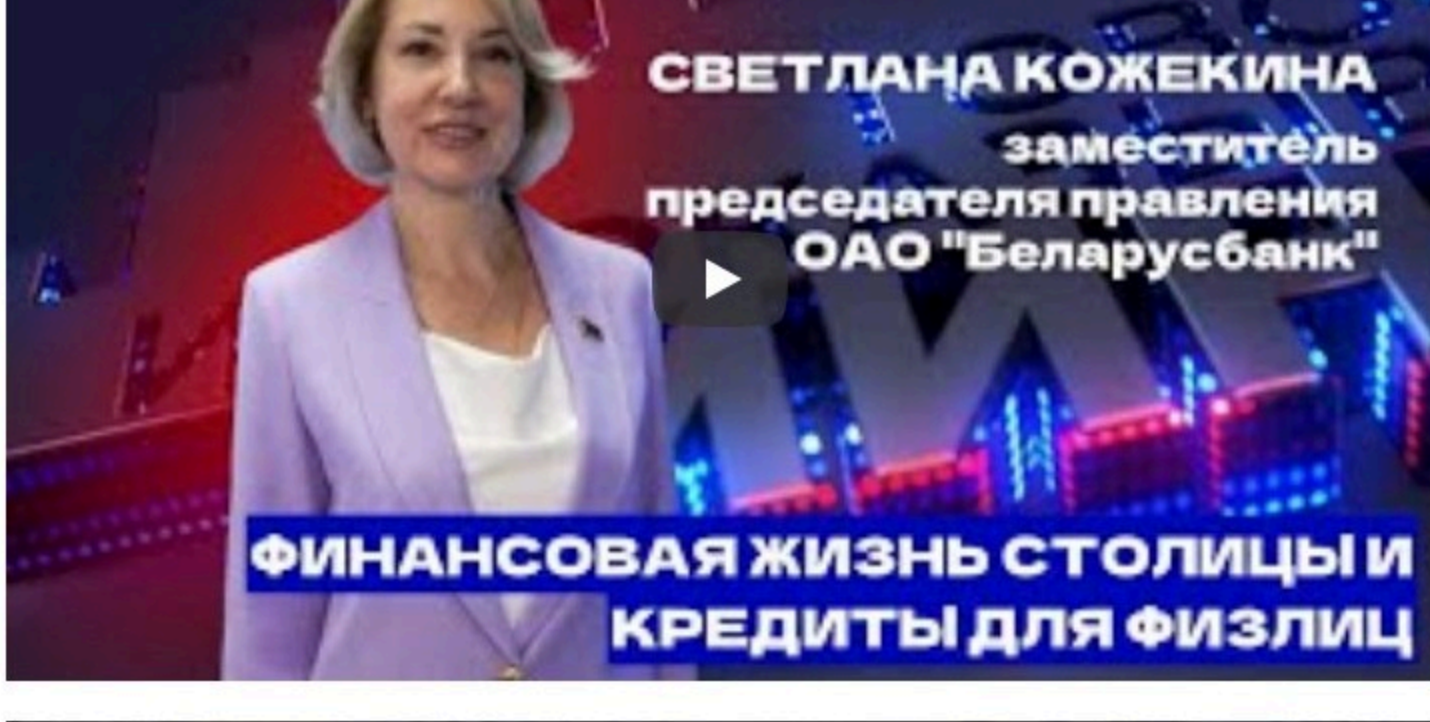 СВЕТЛАНА КОЖЕКИНА
заместитель
председателя правления
ОАО "Беларусбанк"
ФИНАНСОВАЯ ЖИЗНЬ СТОЛИЦЫ И
КРЕДИТЫ ДЛЯ ФИЗЛИЦ